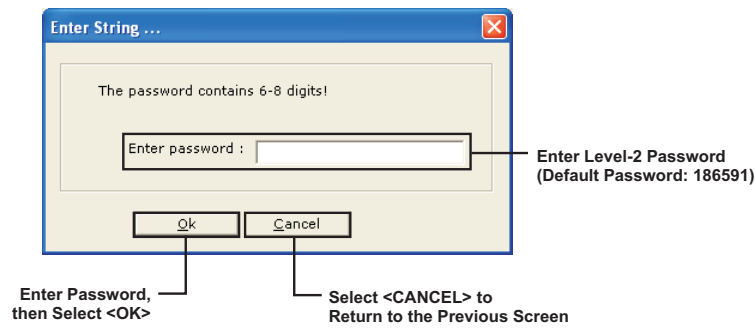 Enter String ...
The password contains 6-8 digits!
Enter password :
Enter Level-2 Password
(Default Password: 186591)
Ok
Cancel
Enter Password,
then Select <OK>
Select <CANCEL> to
Return to the Previous Screen